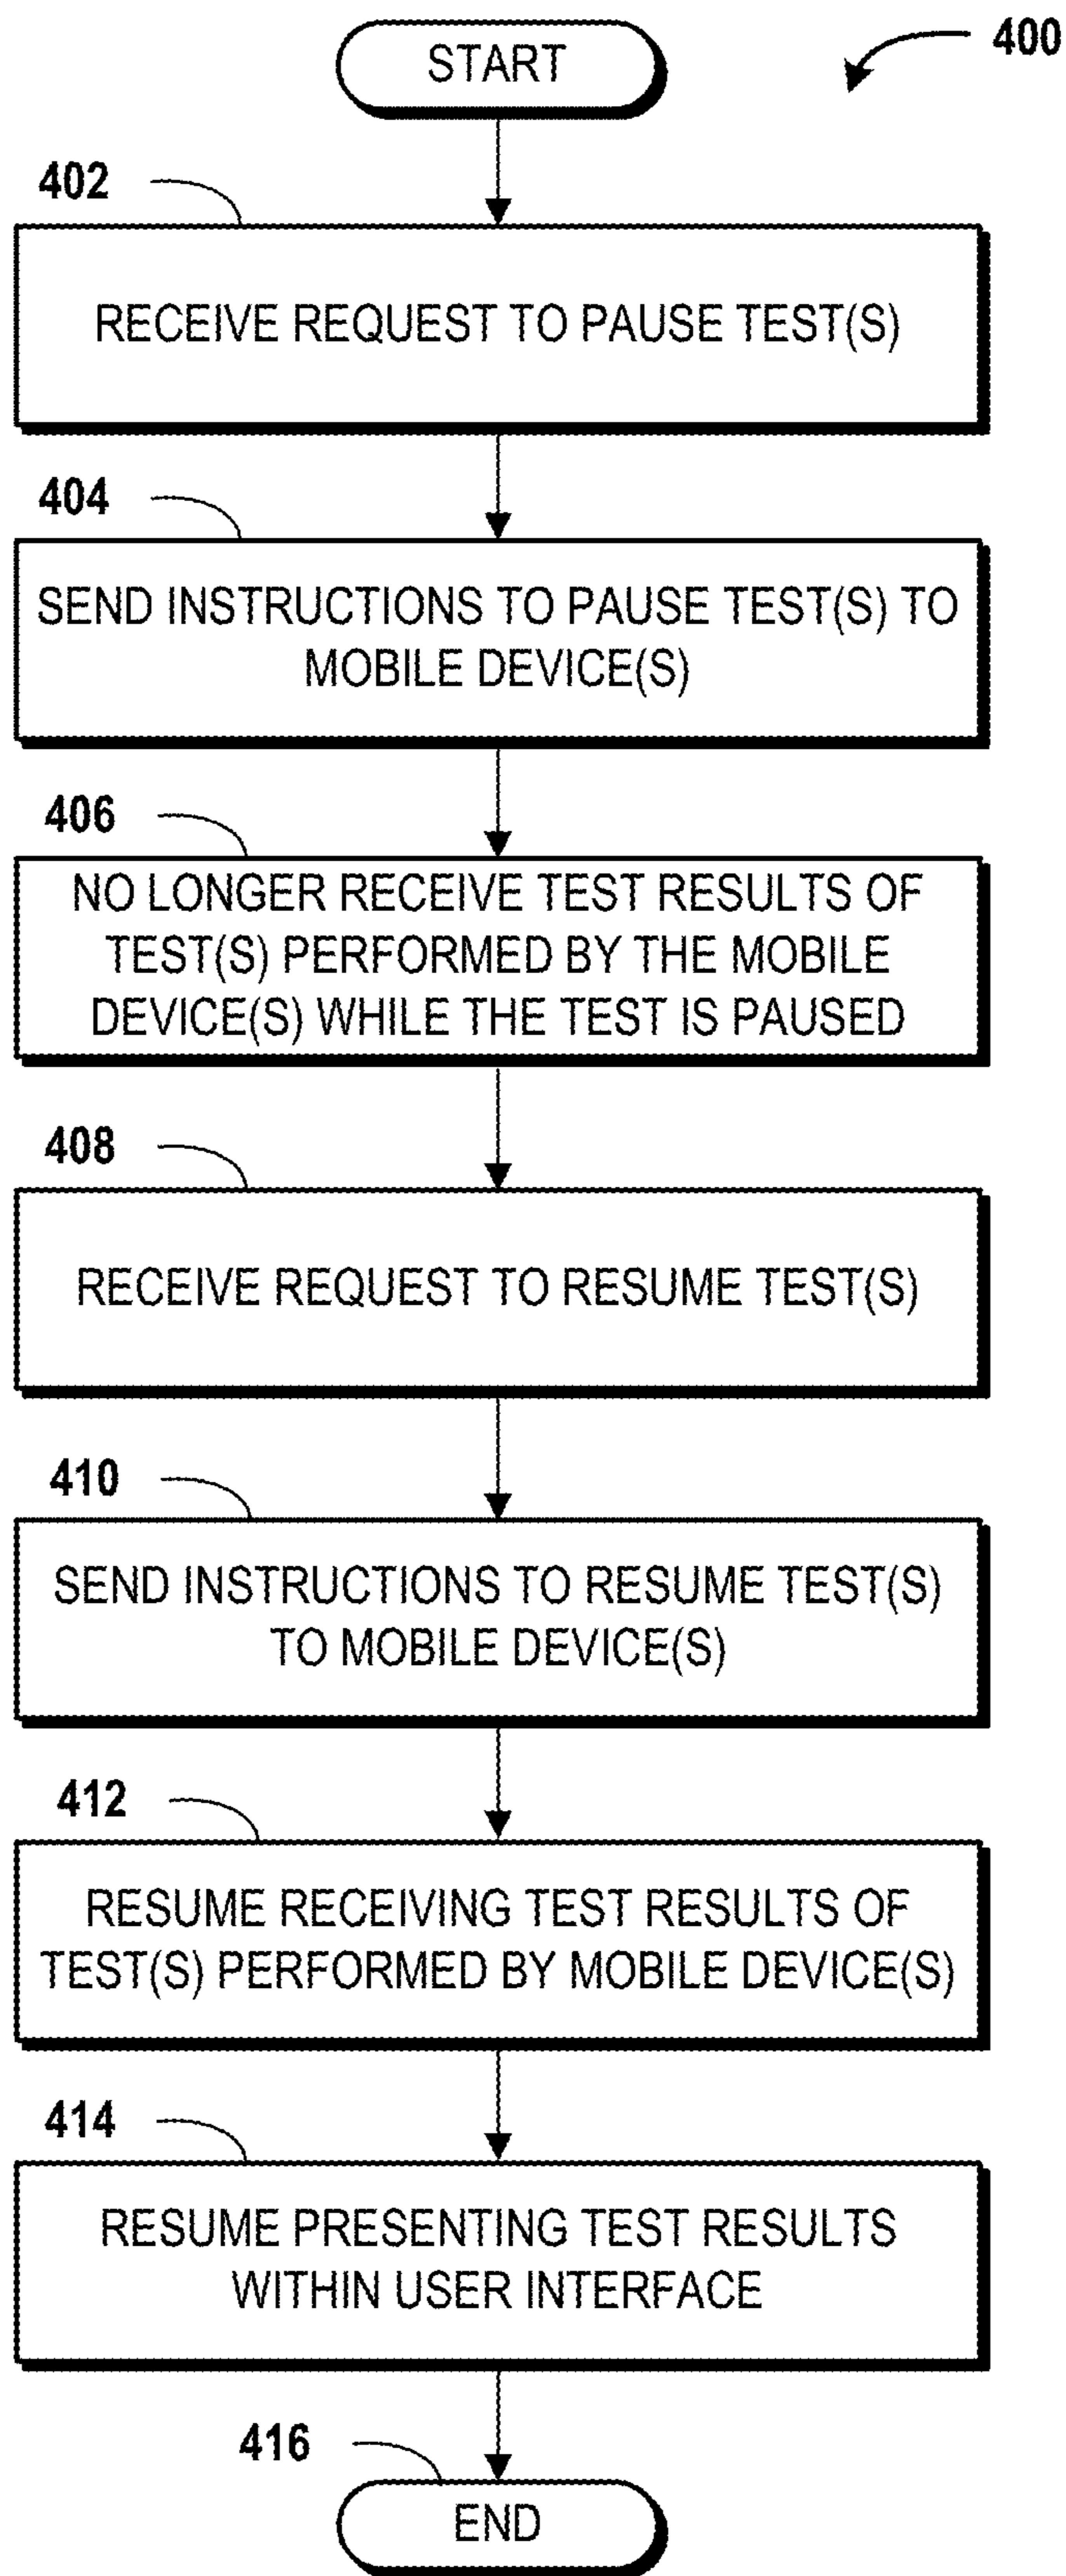 START
400
402
RECEIVE REQUEST TO PAUSE TEST(S)
404
SEND INSTRUCTIONS TO PAUSE TEST(S) TO
MOBILE DEVICE(S)
406
NO LONGER RECEIVE TEST RESULTS OF
TEST(S) PERFORMED BY THE MOBILE
DEVICE(S) WHILE THE TEST IS PAUSED
408
RECEIVE REQUEST TO RESUME TEST(S)
410
SEND INSTRUCTIONS TO RESUME TEST(S)
TO MOBILE DEVICE(S)
412
RESUME RECEIVING TEST RESULTS OF
TEST(S) PERFORMED BY MOBILE DEVICE(S)
414
RESUME PRESENTING TEST RESULTS
WITHIN USER INTERFACE
416
END